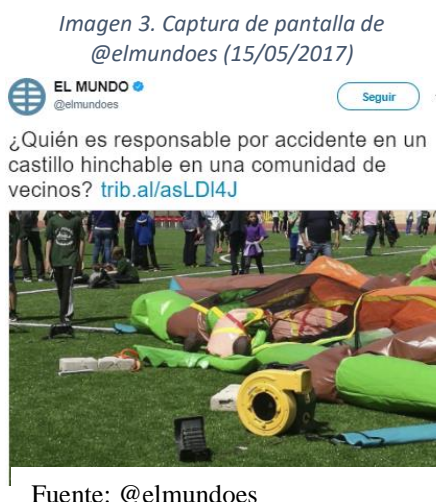 Imagen 3. Captura de pantalla de
@elmundoes (15/05/2017)
EL MUNDO
@elmundoes
Seguir
¿Quién es responsable por accidente en un
castillo hinchable en una comunidad de
vecinos? trib.al/asLDl4J
Fuente: @elmundoes